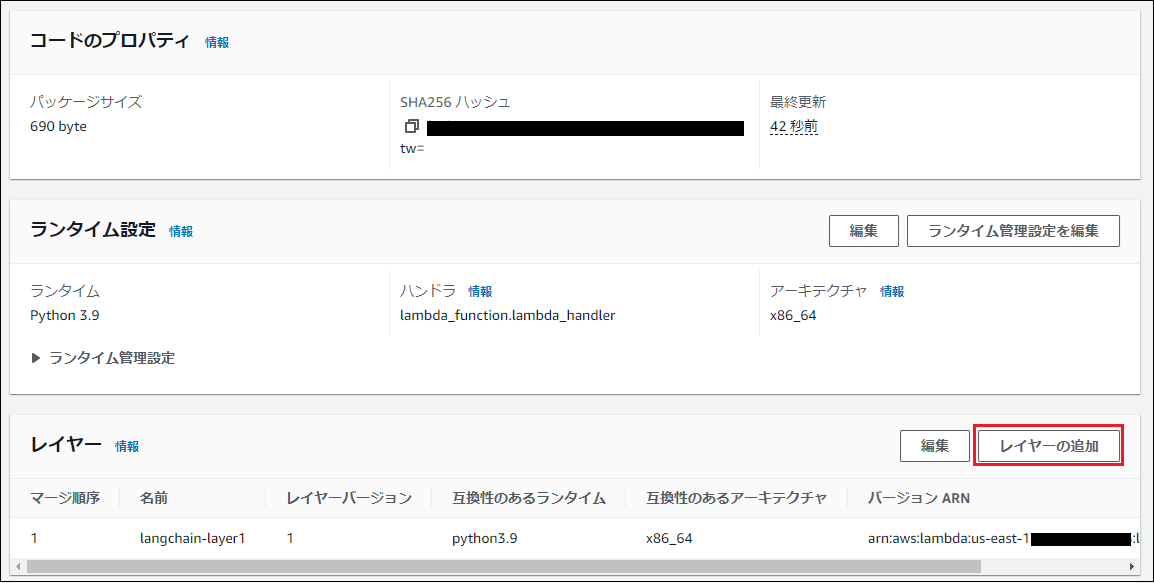 コードのプロパティ 情報
パッケージサイズ SHA256 ハッシュ 最終更新
690 byte 42 秒前
tw=
ランタイム設定 情報 編集 ランタイム管理設定を編集
ランタイム ハンドラ 情報 アーキテクチャ 情報
Python 3.9 lambda_function.lambda_handler x86_64
ランタイム管理設定
レイヤー 情報 編集 レイヤーの追加
マージ順序 名前 レイヤーバージョン 互換性のあるランタイム 互換性のあるアーキテクチャ バージョン ARN
1 langchain-layer1 1 python3.9 x86_64 arn:aws:lambda:us-east-1 :l